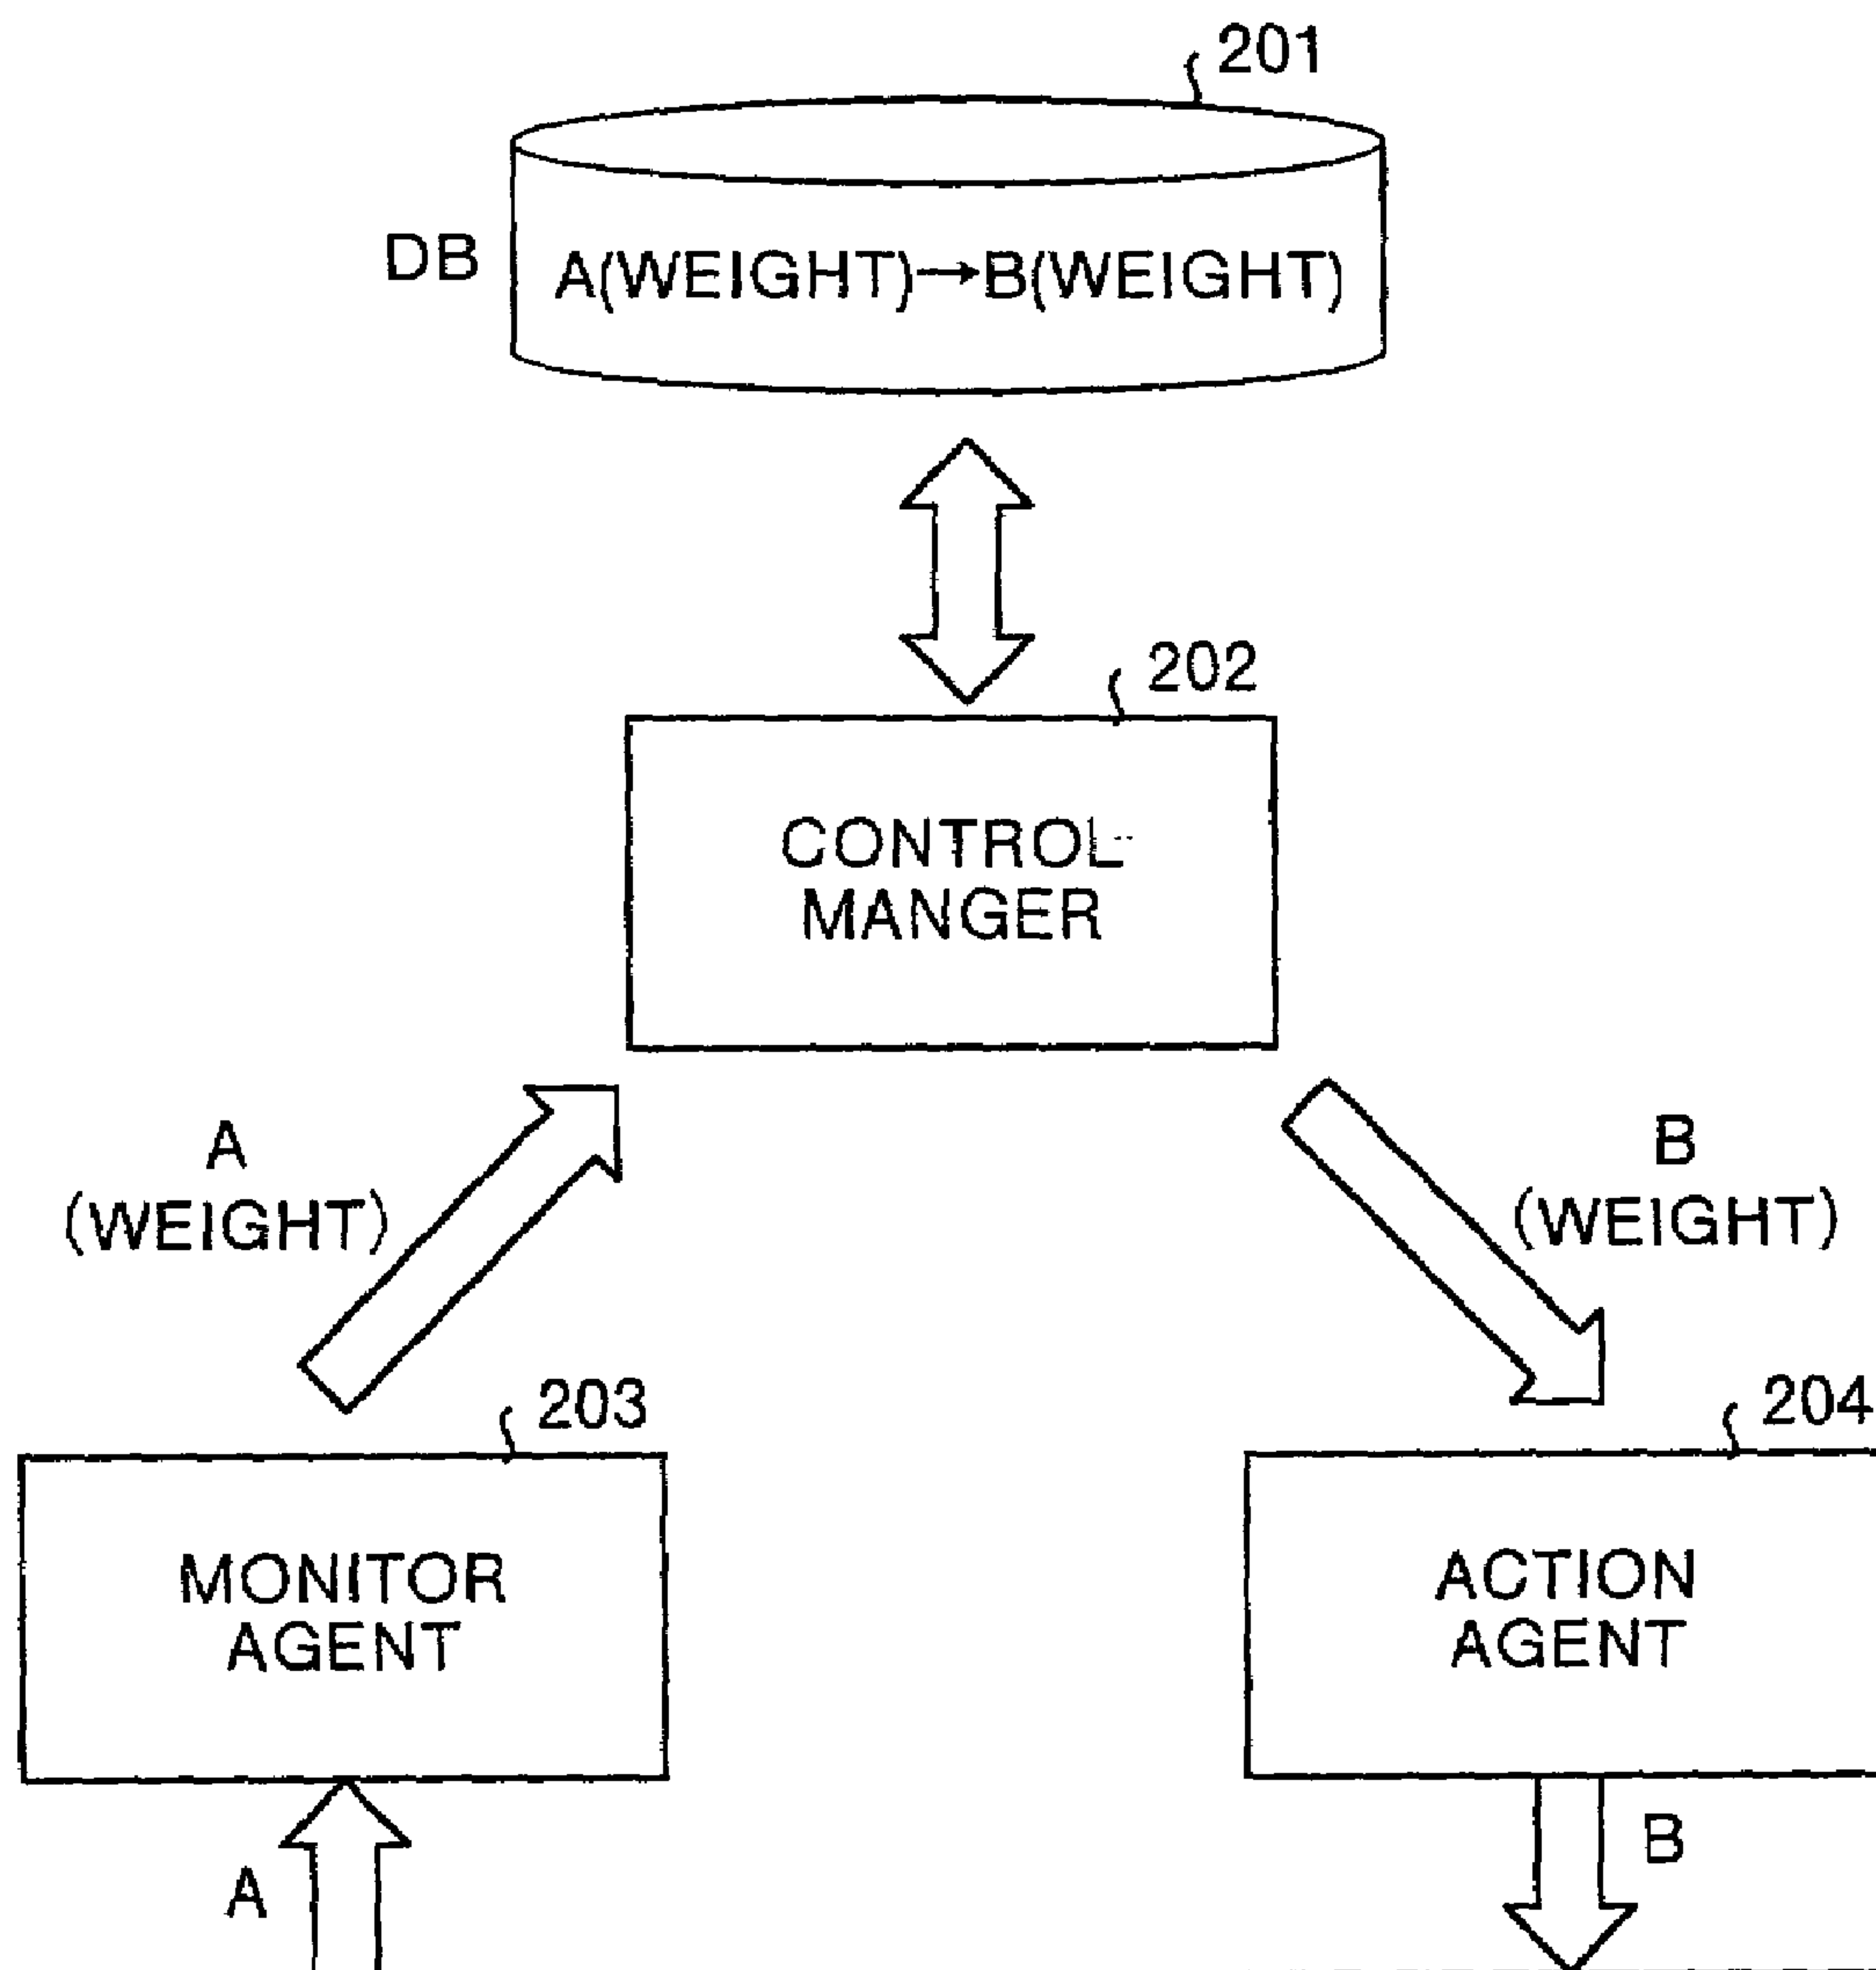 201
DB
A(WEIGHT)→B(WEIGHT)
202
CONTROL
MANGER
A
(WEIGHT)
B
(WEIGHT)
203
204
MONITOR
AGENT
ACTION
AGENT
A
B